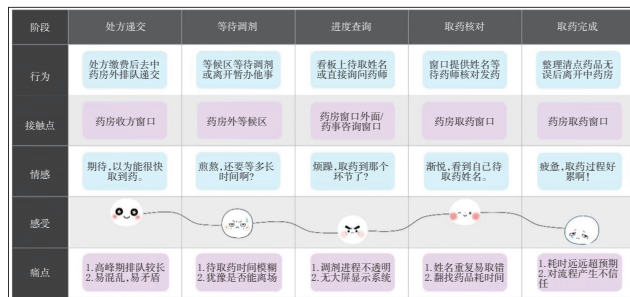 阶段 处方递交 等待调剂 进度查询 取药核对 取药完成
行为
处方缴费后去中
药房外排队递交
等候区等待调剂
或离开暂办他事
看板上待取姓名
或直接询问药师
窗口提供姓名等
待药师核对发药
整理清点药品无
误后离开中药房
接触点
药房收方窗口
药房外等候区
药房窗口外面/
药事咨询窗口
药房取药窗口
药房取药窗口
情感
期待,以为能很快
取到药。
煎熬,还要等多长
时间啊?
烦躁,取药到那个
环节了?
渐悦,看到自己待
取药姓名。
疲惫,取药过程好
累啊!
感受
痛点
1.高峰期排队较长
2.易混乱,易矛盾
1.待取药时间模糊
2.犹豫是否能离场
1.调剂进程不透明
2.无大屏显示系统
1.姓名重复易取错
2.翻找药品耗时间
1.耗时远远超预期
2.对流程产生不信
任